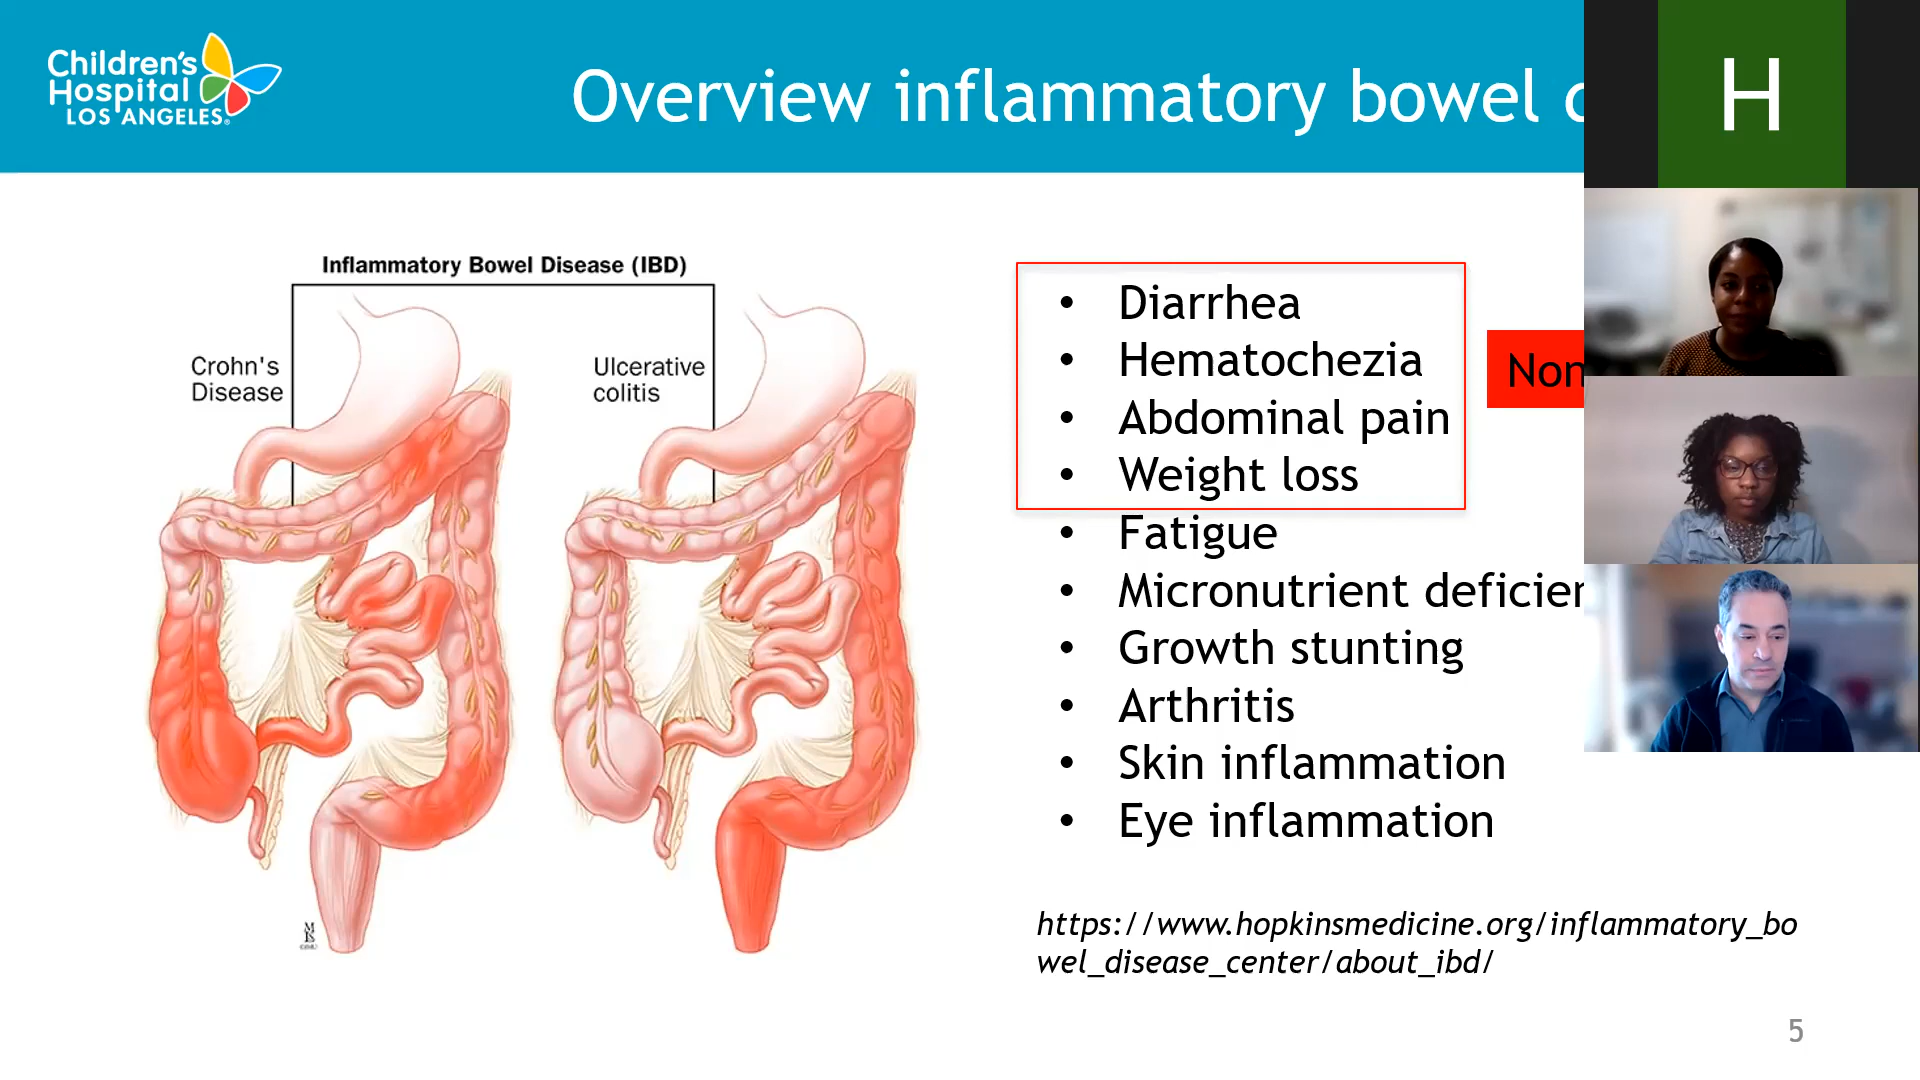 Children's
Hospital
LOS ANGELES®
Overview inflammatory bowel
H
Inflammatory Bowel Disease (IBD)
Crohn's
Disease
Ulcerative
colitis
• Diarrhea
• Hematochezia
• Abdominal pain
• Weight loss
Non
• Fatigue
• Micronutrient
• Growth stunting
• Arthritis
• Skin inflammation
• Eye inflammation
https://www.hopkinsmedicine.org/inflammatory_bo
wel_disease_center/about_ibd/
5